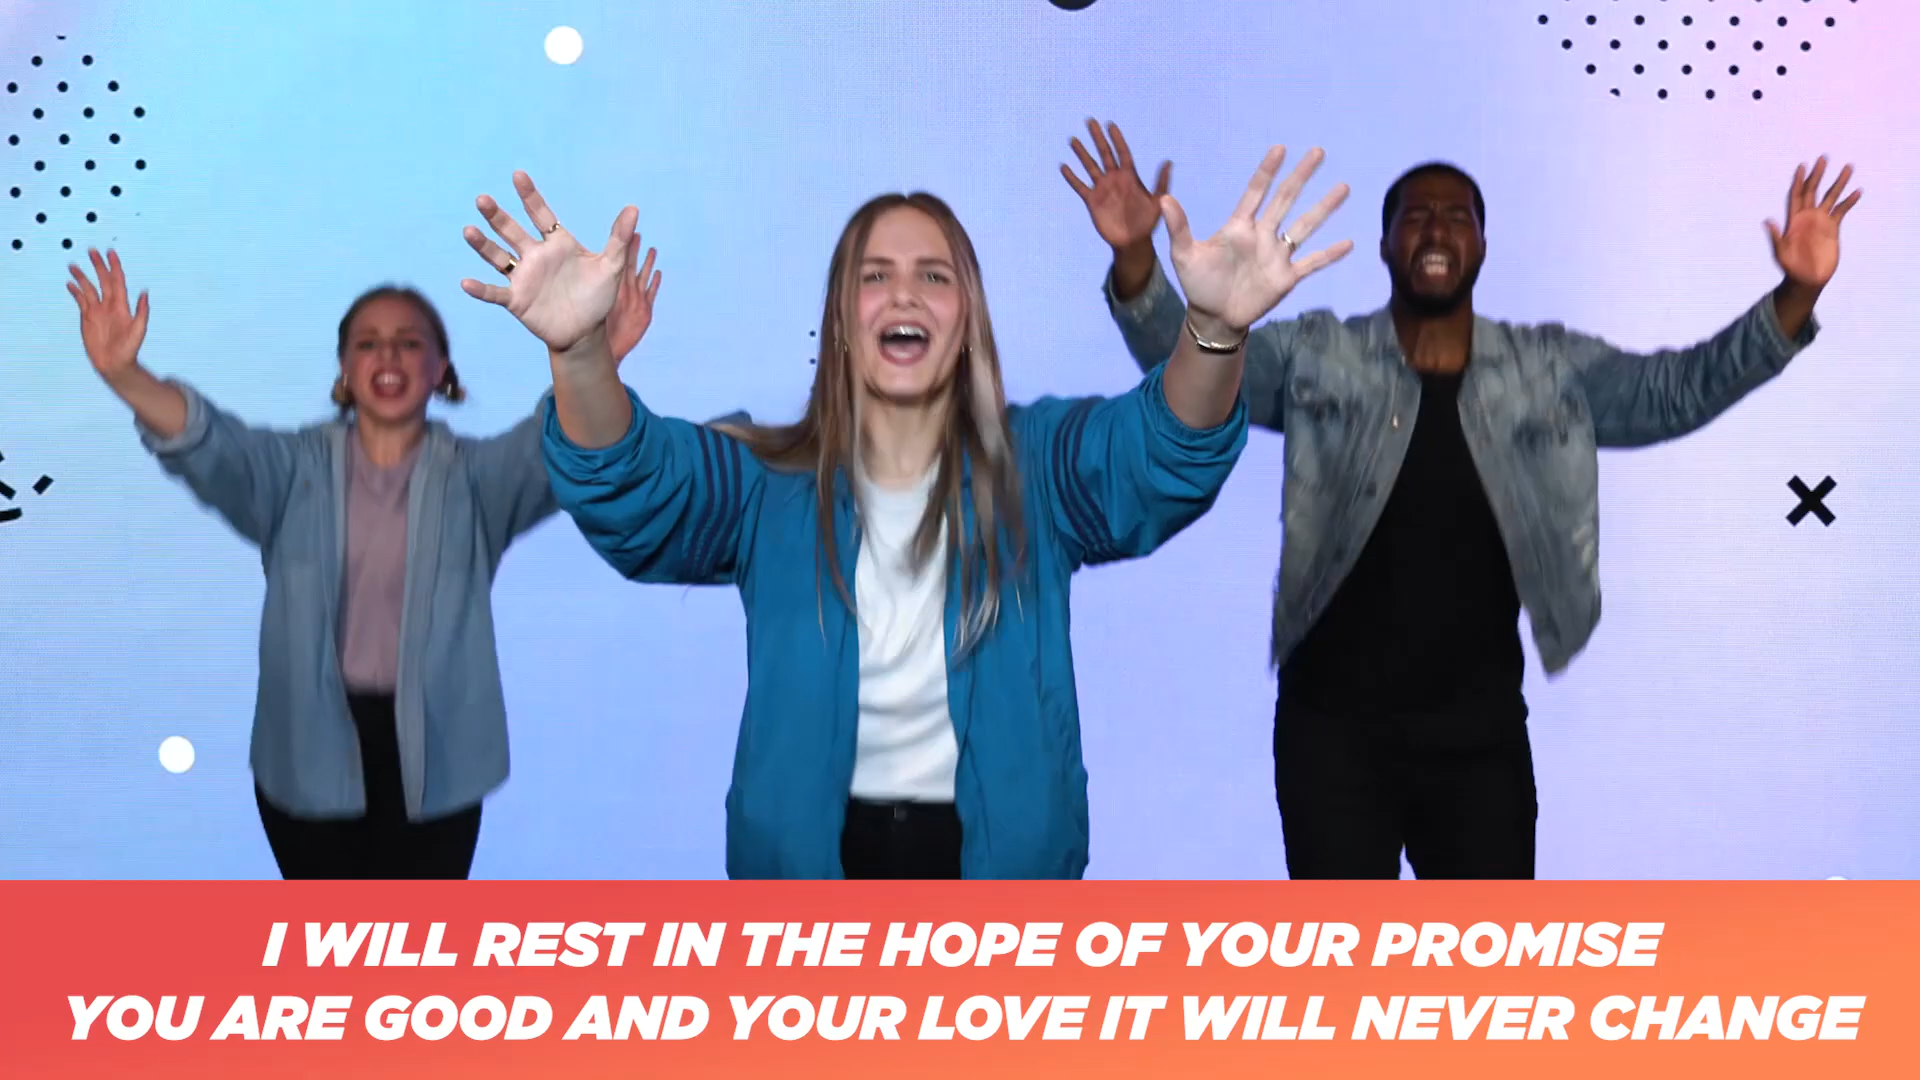 I WILL REST IN THE HOPE OF YOUR PROMISE
YOU ARE GOOD AND YOUR LOVE IT WILL NEVER CHANGE